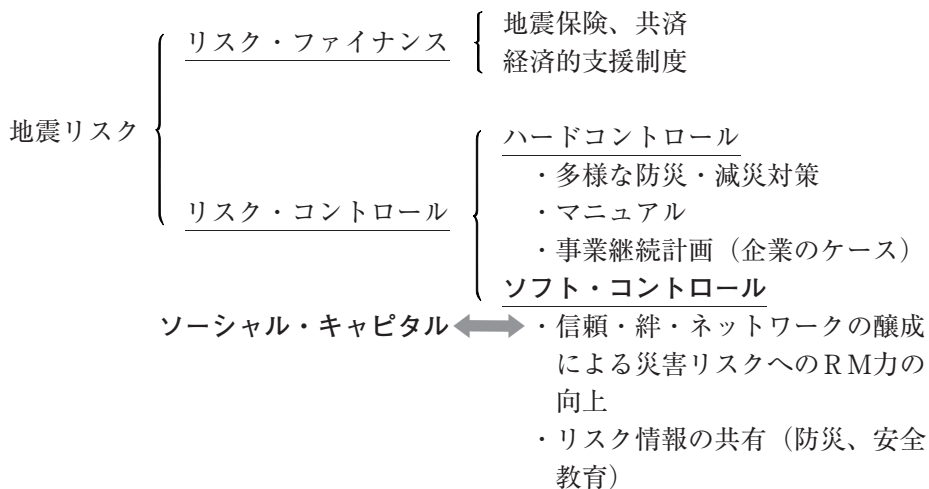 地震リスク
リスク・ファイナンス
地震保険、共済
経済的支援制度
リスク・コントロール
ハードコントロール
・多様な防災・減災対策
・マニュアル
・事業継続計画（企業のケース）
ソフト・コントロール
ソーシャル・キャピタル
・信頼・絆・ネットワークの醸成
による災害リスクへのＲＭ力の
向上
・リスク情報の共有（防災、安全
教育）